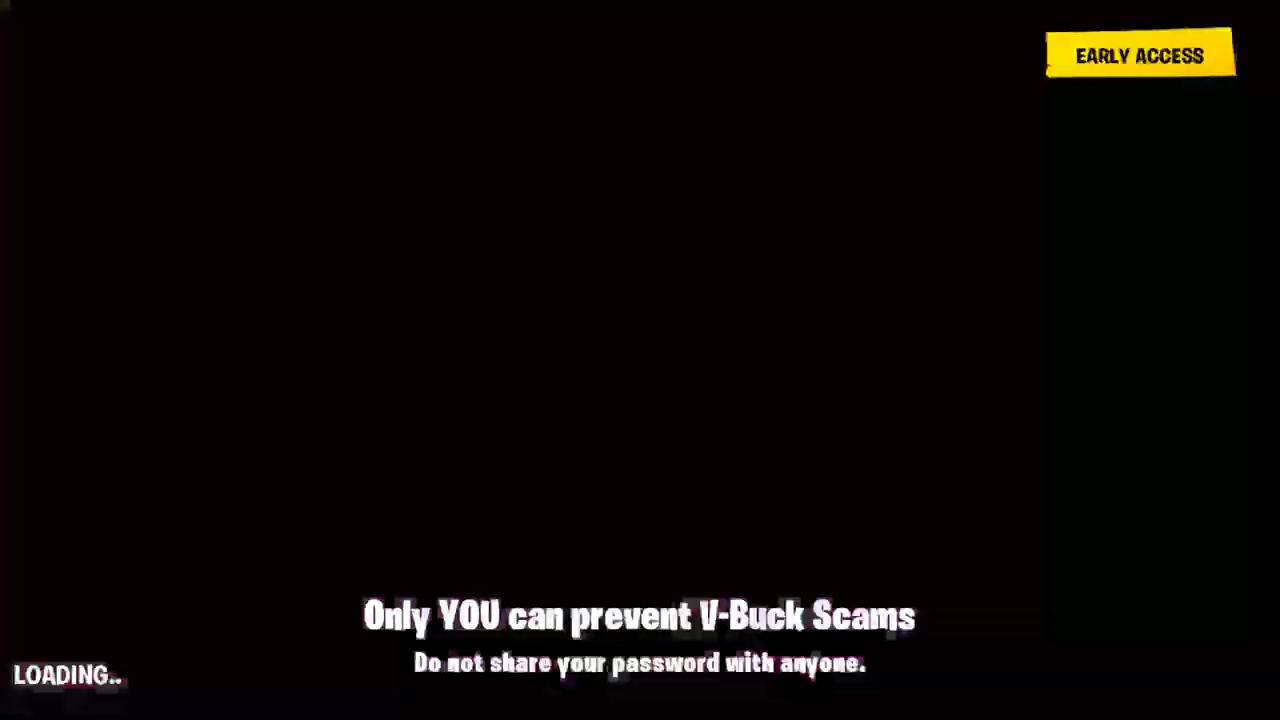 EARLY ACCESS
Only YOU can prevent V-Buck Scams
Do not share your password with anyone.
LOADING..